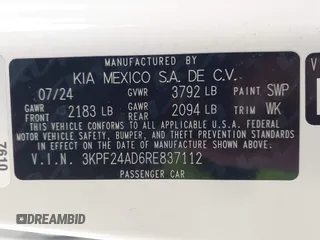 MANUFACTURED BY
KIA MEXICO S.A. DE C.V.
07/24 GVWR 3792 LB PAINT SWP
GAWR FRONT 2183 LB GAWR REAR 2094 LB TRIM WK
THIS VEHICLE CONFORMS TO ALL APPLICABLE U.S.A. FEDERAL
MOTOR VEHICLE SAFETY, BUMPER, AND THEFT PREVENTION
STANDARDS IN EFFECT ON THE DATE OF MANUFACTURE SHOWN ABOVE.
V.I.N. 3KPF24AD6RE837112
PASSENGER CAR
7610
V
AUTOBIDMASTER